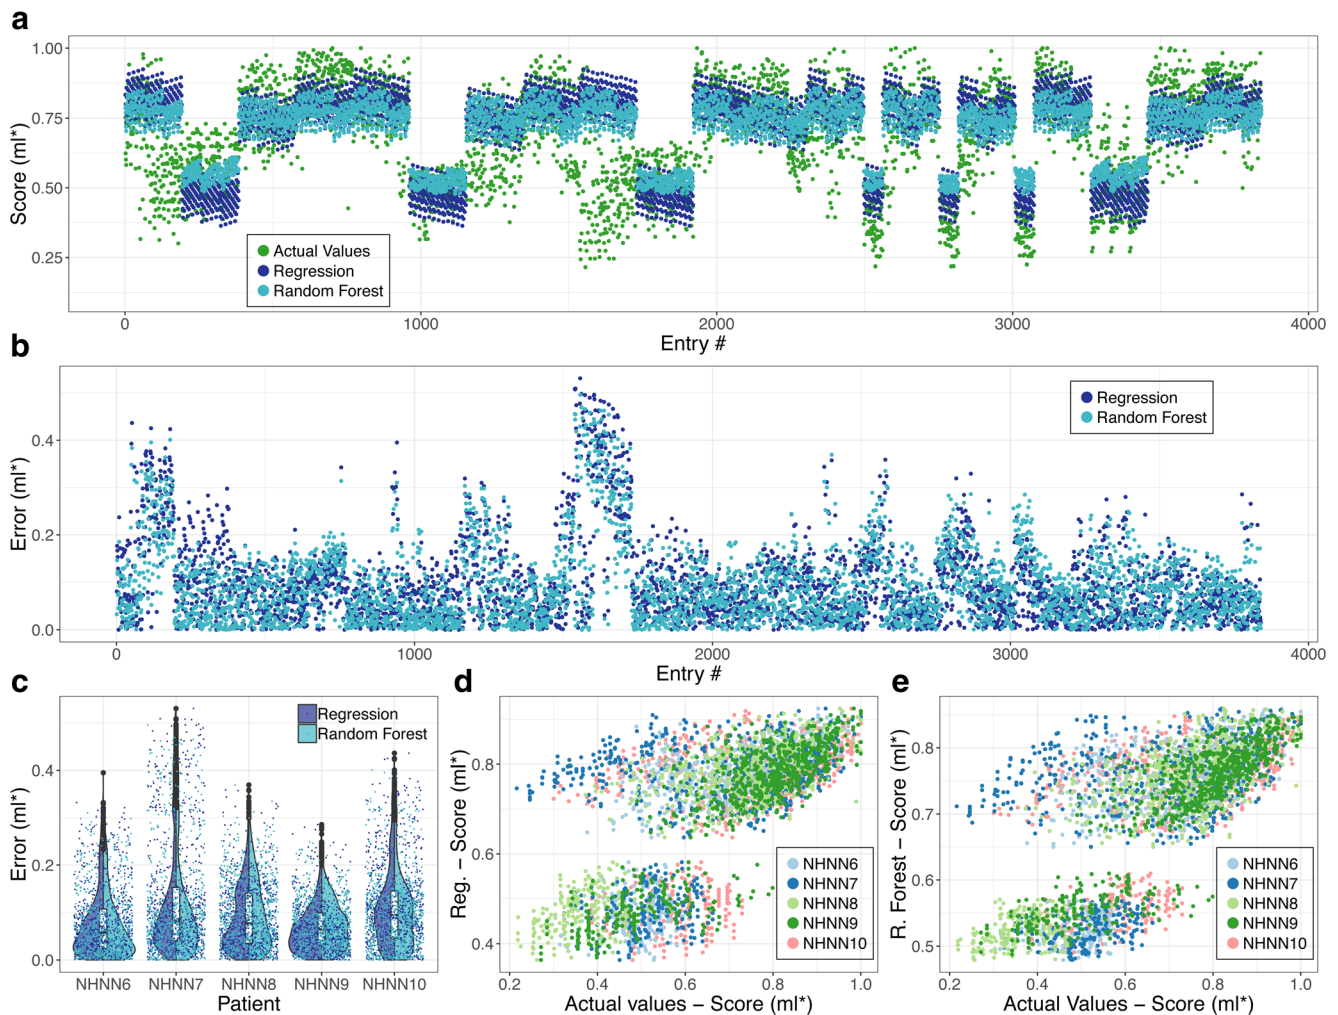 a
1.00
0.75
0.50
0.25
Score (ml*)
Actual Values
Regression
Random Forest
0 1000 2000 3000 4000
Entry #
b
0.4
0.2
0.0
Error (ml*)
Regression
Random Forest
0 1000 2000 3000 4000
Entry #
c
0.4
0.2
0.0
Error (ml*)
Regression
Random Forest
NHNN6 NHNN7 NHNN8 NHNN9 NHNN10
Patient
d
0.8
0.6
0.4
Reg. – Score (ml*)
NHNN6
NHNN7
NHNN8
NHNN9
NHNN10
0.2 0.4 0.6 0.8 1.0
Actual values – Score (ml*)
e
0.8
0.7
0.6
0.5
R. Forest – Score (ml*)
NHNN6
NHNN7
NHNN8
NHNN9
NHNN10
0.2 0.4 0.6 0.8 1.0
Actual Values – Score (ml*)